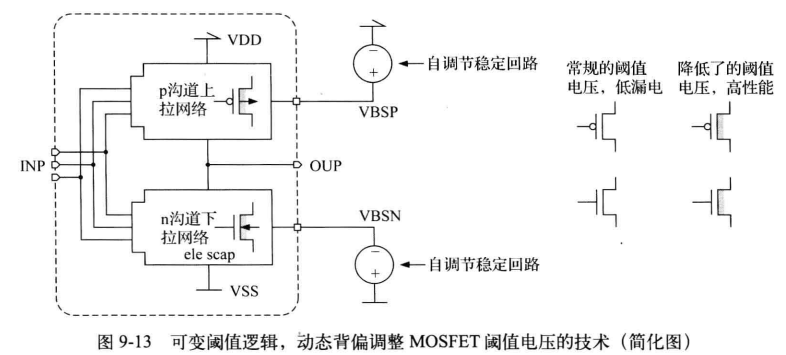 VDD
p沟道上
拉网络
自调节稳定回路
VBSP
常规的阈值
电压，低漏电
降低了的阈值
电压，高性能
INP
OUP
n沟道下
拉网络
ele scap
VBSN
自调节稳定回路
VSS
图 9-13 可变阈值逻辑，动态背偏调整 MOSFET 阈值电压的技术（简化图）